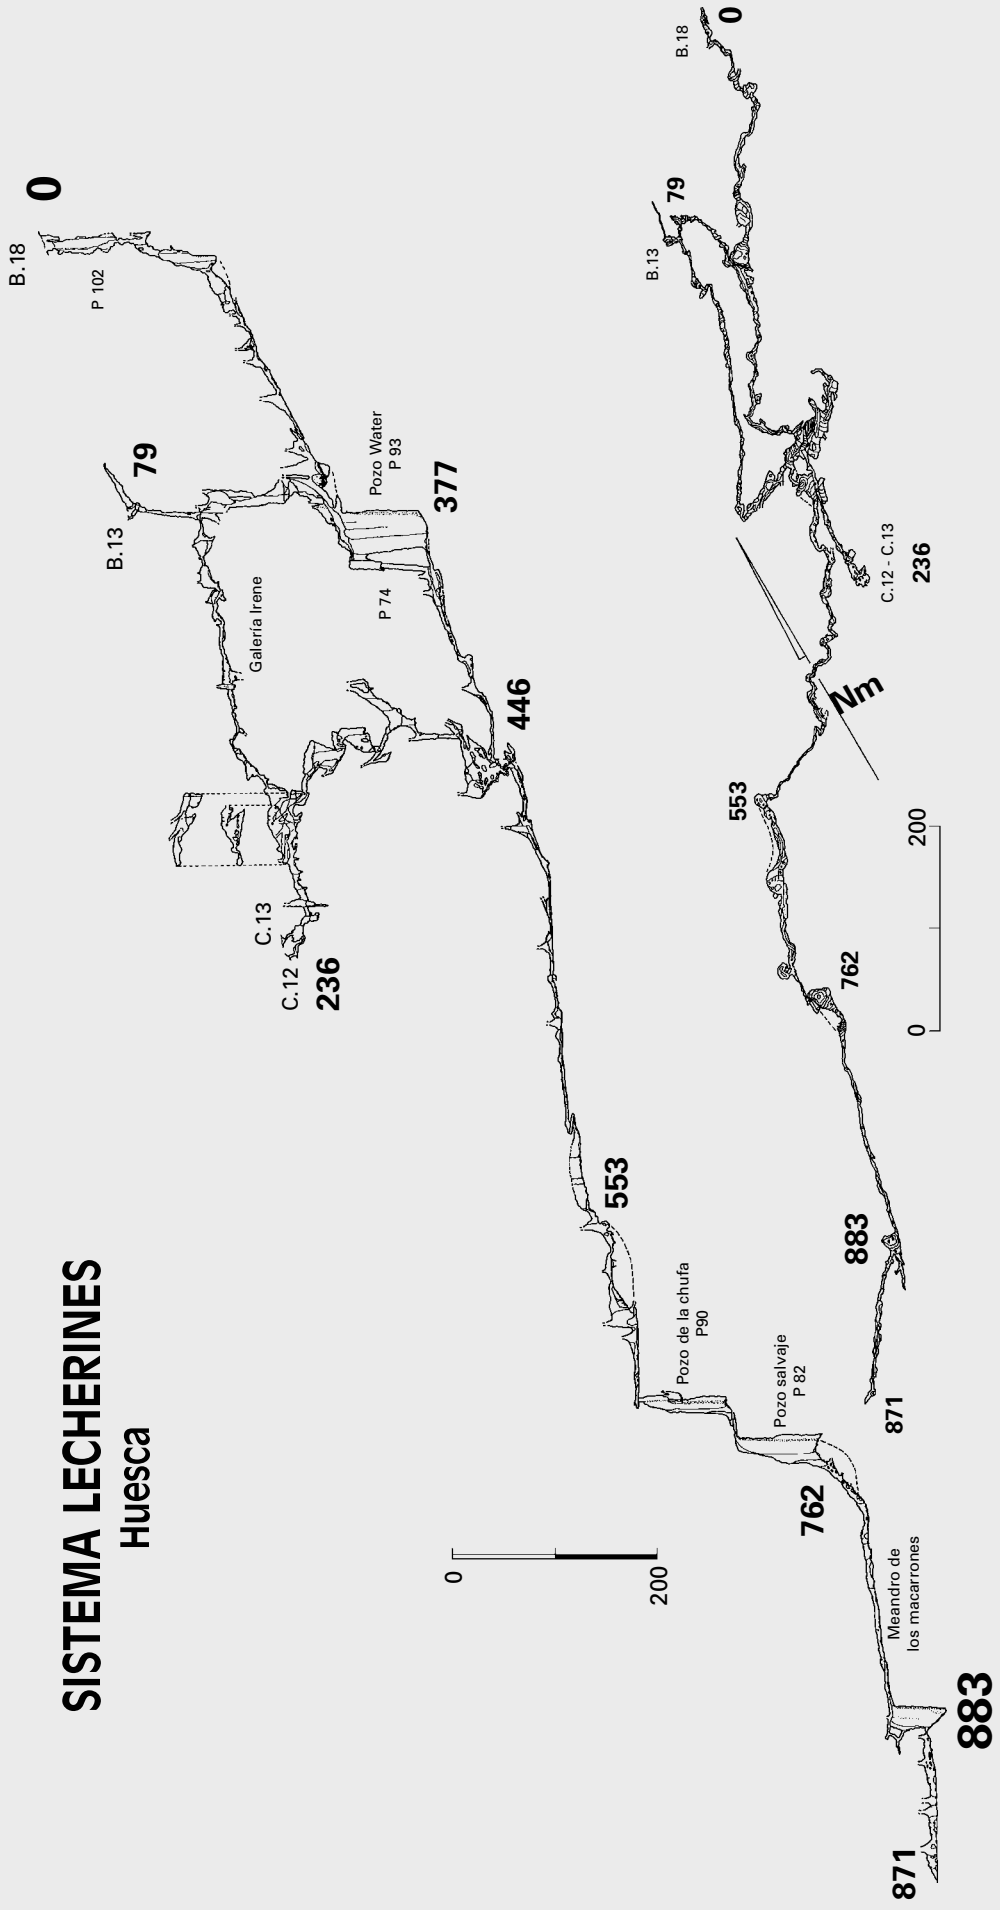 SISTEMA LECHERINES
Huesca
B.18
0
P 102
B.13
79
Galería Irene
Pozo Water
P 93
377
P 74
C.13
C.12
236
446
553
Pozo de la chufa
P90
Pozo salvaje
P 82
762
Meandro de
los macarrones
883
871
0
200
B.18
0
B.13
79
C.12 - C.13
236
Nm
553
762
883
871
0
200